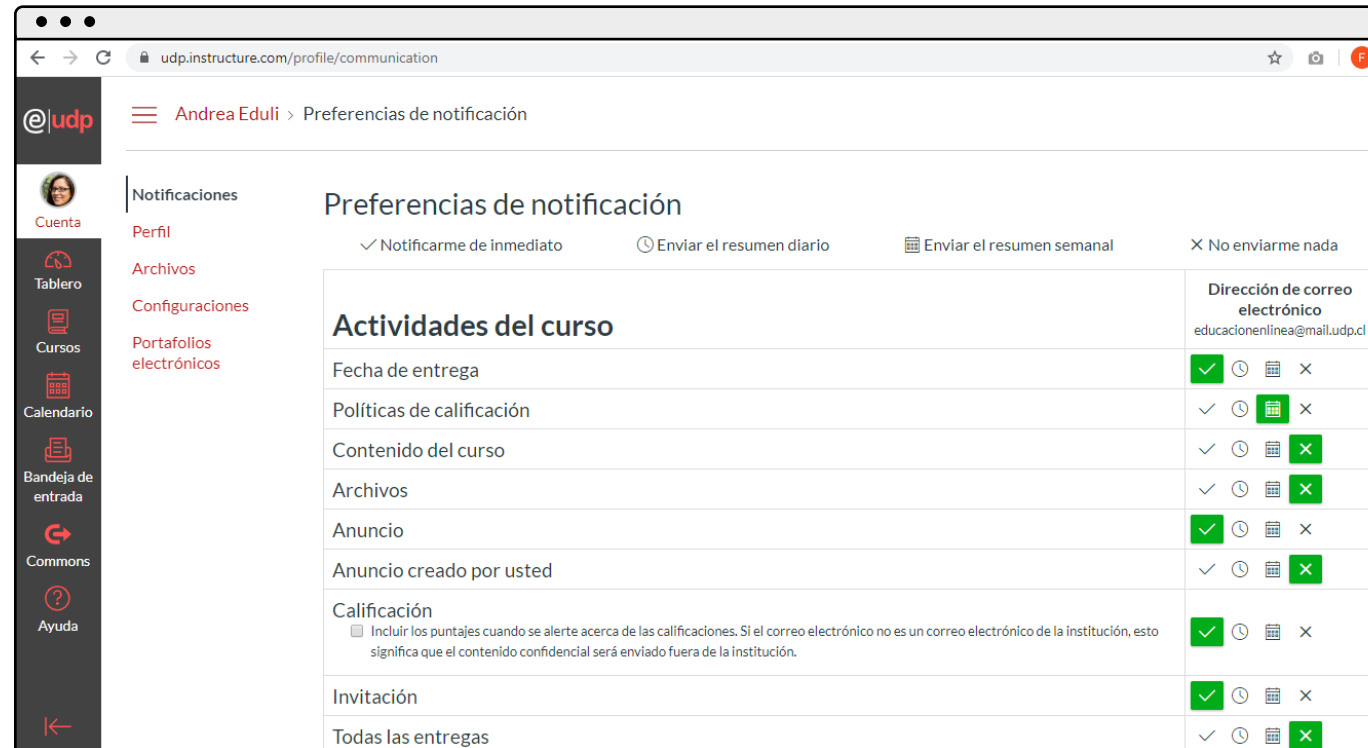 udp.instructure.com/profile/communication
F
e|udp
Andrea Eduli > Preferencias de notificación
Cuenta
Tablero
Cursos
Calendario
Bandeja de
entrada
Commons
Ayuda
Notificaciones
Perfil
Archivos
Configuraciones
Portafolios
electrónicos
Preferencias de notificación
Notificarme de inmediato
Enviar el resumen diario
Enviar el resumen semanal
No enviarme nada
Actividades del curso
Dirección de correo
electrónico
educacionenlinea@mail.udp.cl
Fecha de entrega
Políticas de calificación
Contenido del curso
Archivos
Anuncio
Anuncio creado por usted
Calificación
Incluir los puntajes cuando se alerte acerca de las calificaciones. Si el correo electrónico no es un correo electrónico de la institución, esto
significa que el contenido confidencial será enviado fuera de la institución.
Invitación
Todas las entregas